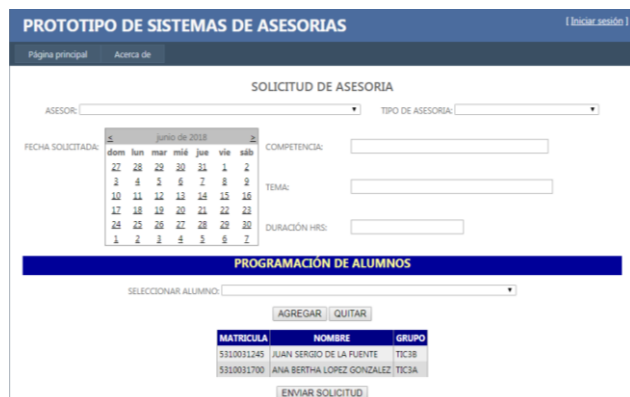 PROTOTIPO DE SISTEMAS DE ASESORIAS
[ Iniciar sesión ]
Página principal Acerca de
SOLICITUD DE ASESORIA
ASESOR: TIPO DE ASESORIA:
FECHA SOLICITADA:
< junio de 2018 >
dom lun mar mié jue vie sáb
27 28 29 30 31 1 2
3 4 5 6 7 8 9
10 11 12 13 14 15 16
17 18 19 20 21 22 23
24 25 26 27 28 29 30
1 2 3 4 5 6 7
COMPETENCIA:
TEMA:
DURACIÓN HRS:
PROGRAMACIÓN DE ALUMNOS
SELECCIONAR ALUMNO:
AGREGAR QUITAR
MATRICULA NOMBRE GRUPO
5310031245 JUAN SERGIO DE LA FUENTE TIC3B
5310031700 ANA BERTHA LOPEZ GONZALEZ TIC3A
ENVIAR SOLICITUD